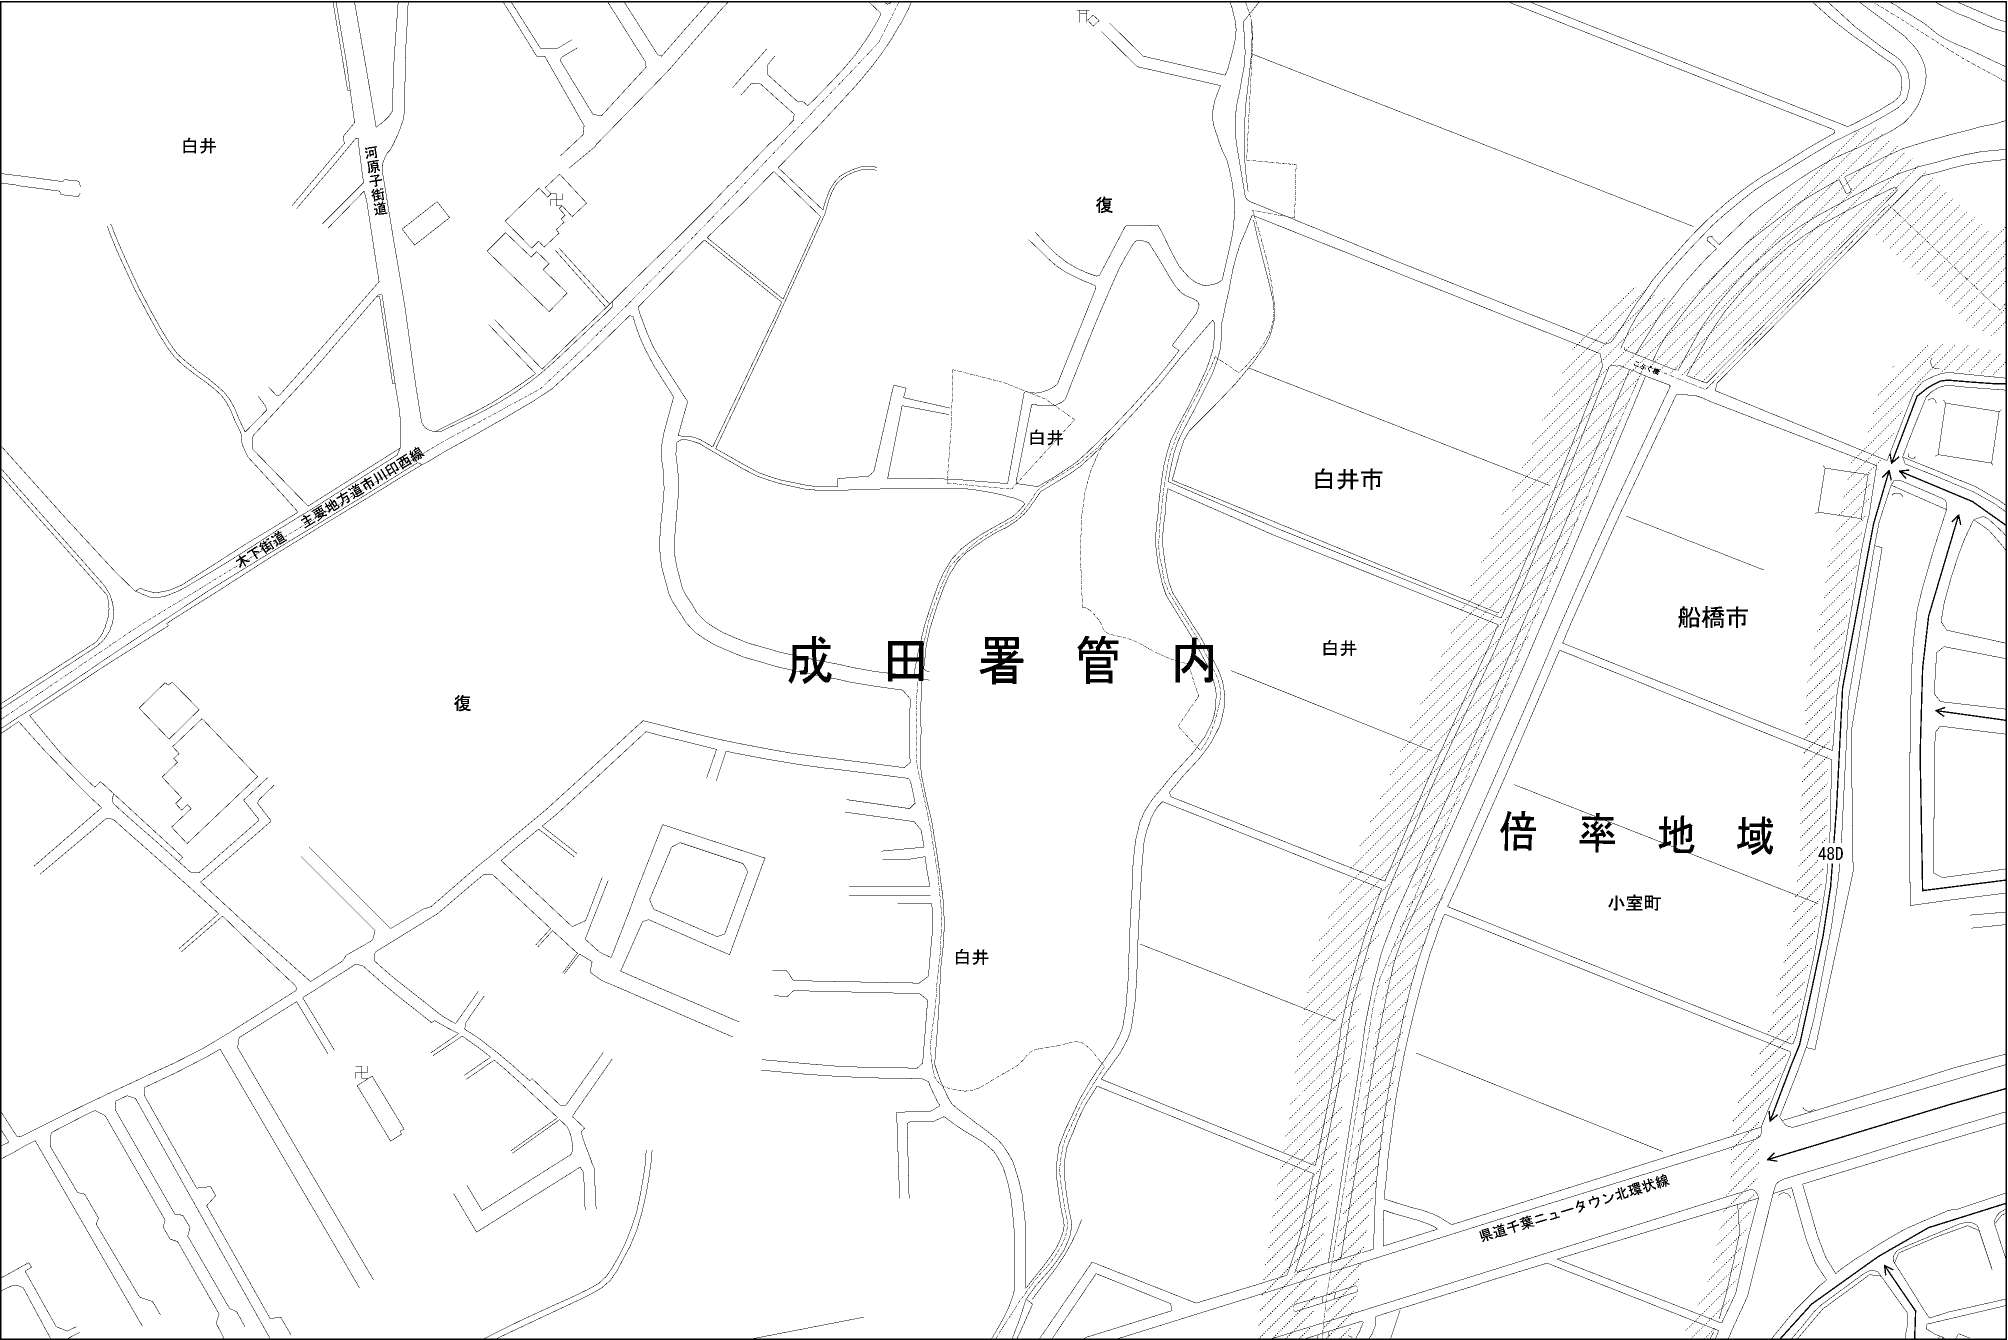 白井
河原子街道
復
白井
主要地方道市川印西線
木下街道
白井市
船橋市
成田署管内
白井
復
倍率地域
48D
小室町
白井
県道千葉ニュータウン北環状線